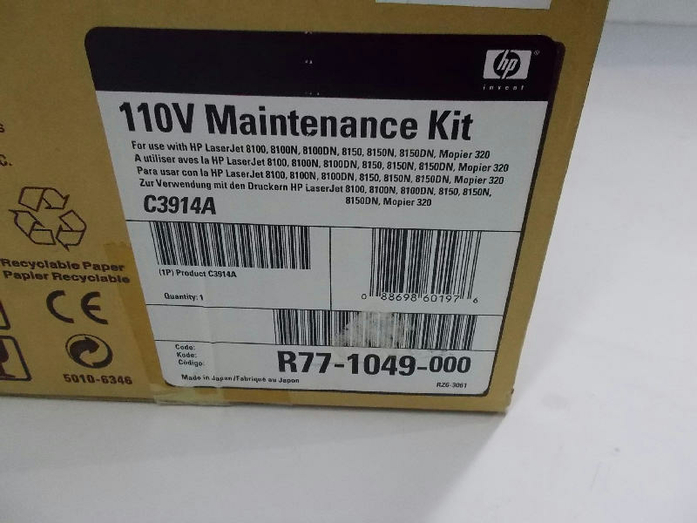 hp
invent
110V Maintenance Kit
For use with HP LaserJet 8100, 8100N, 8100DN, 8150, 8150N, 8150DN, Mopier 320
A utiliser aves la HP LaserJet 8100, 8100N, 8100DN, 8150, 8150N, 8150DN, Mopier 320
Para usar con la HP LaserJet 8100, 8100N, 8100DN, 8150, 8150N, 8150DN, Mopier 320
Zur Verwendung mit den Druckern HP LaserJet 8100, 8100N, 8100DN, 8150, 8150N,
8150DN, Mopier 320
C3914A
(1P) Product C3914A
Quantity: 1
0 88698 60197 6
Code:
Kode:
Código:
R77-1049-000
Made in Japan/Fabriqué au Japon
RZ6-3061
s
C.
Recyclable Paper
Papier Recyclable
CE
5010-6346